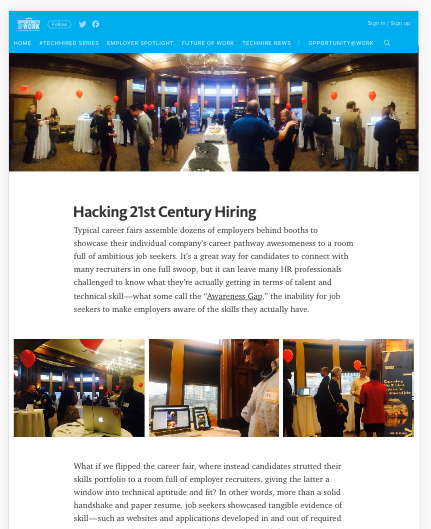 @WORK
Follow
Sign in / Sign up
HOME #TECHHIRED SERIES EMPLOYER SPOTLIGHT FUTURE OF WORK TECHHIRE NEWS | OPPORTUNITY@WORK
Hacking 21st Century Hiring
Typical career fairs assemble dozens of employers behind booths to
showcase their individual company's career pathway awesomeness to a room
full of ambitious job seekers. It's a great way for candidates to connect with
many recruiters in one full swoop, but it can leave many HR professionals
challenged to know what they're actually getting in terms of talent and
technical skill—what some call the “Awareness Gap,” the inability for job
seekers to make employers aware of the skills they actually have.
What if we flipped the career fair, where instead candidates strutted their
skills portfolio to a room full of employer recruiters, giving the latter a
window into technical aptitude and fit? In other words, more than a solid
handshake and paper resume, job seekers showcased tangible evidence of
skill—such as websites and applications developed in and out of required